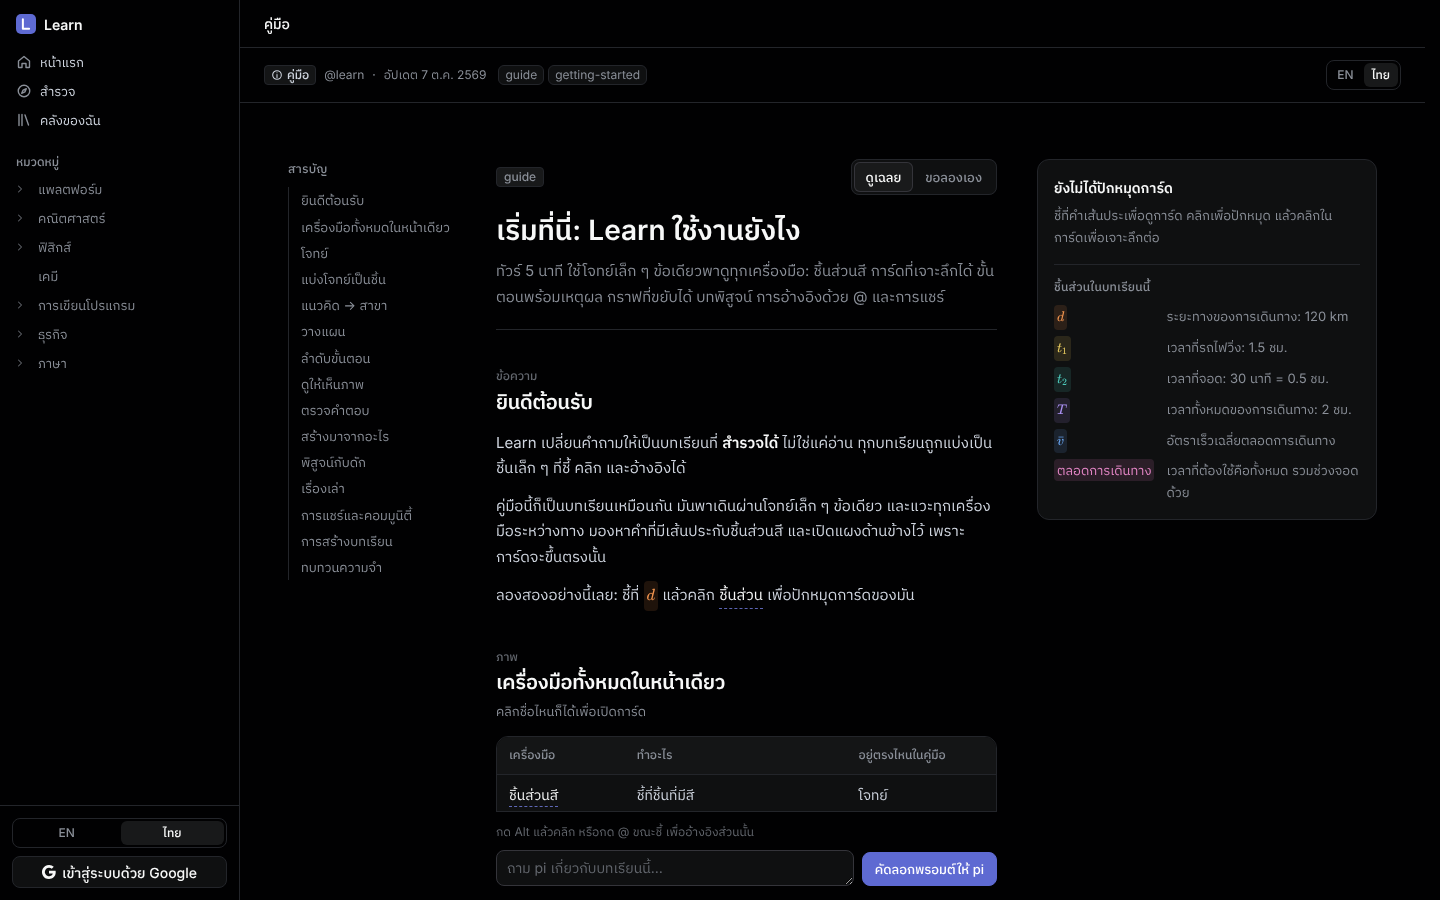 L Learn
หน้าแรก
สำรวจ
คลังของฉัน
หมวดหมู่
แพลตฟอร์ม
คณิตศาสตร์
ฟิสิกส์
เคมี
การเขียนโปรแกรม
ธุรกิจ
ภาษา
EN ไทย
เข้าสู่ระบบด้วย Google
คู่มือ
คู่มือ @learn · อัปเดต 7 ต.ค. 2569 guide getting-started
EN ไทย
สารบัญ
ยินดีต้อนรับ
เครื่องมือทั้งหมดในหน้าเดียว
โจทย์
แบ่งโจทย์เป็นชิ้น
แนวคิด → สาขา
วางแผน
ลำดับขั้นตอน
ดูให้เห็นภาพ
ตรวจคำตอบ
สร้างมาจากอะไร
พิสูจน์กับดัก
เรื่องเล่า
การแชร์และคอมมูนิตี้
การสร้างบทเรียน
ทบทวนความจำ
guide
ดูเฉลย ขอลองเอง
เริ่มที่นี่: Learn ใช้งานยังไง
ทัวร์ 5 นาที ใช้โจทย์เล็ก ๆ ข้อเดียวพาดูทุกเครื่องมือ: ชิ้นส่วนสี การ์ดที่เจาะลึกได้ ขั้น
ตอนพร้อมเหตุผล กราฟที่ขยับได้ บทพิสูจน์ การอ้างอิงด้วย @ และการแชร์
ข้อความ
ยินดีต้อนรับ
Learn เปลี่ยนคำถามให้เป็นบทเรียนที่ สำรวจได้ ไม่ใช่แค่อ่าน ทุกบทเรียนถูกแบ่งเป็น
ชิ้นเล็ก ๆ ที่ชี้ คลิก และอ้างอิงได้
คู่มือนี้ก็เป็นบทเรียนเหมือนกัน มันพาเดินผ่านโจทย์เล็ก ๆ ข้อเดียว และแวะทุกเครื่อง
มือระหว่างทาง มองหาคำที่มีเส้นประกับชิ้นส่วนสี และเปิดแผงด้านข้างไว้ เพราะ
การ์ดจะขึ้นตรงนั้น
ลองสองอย่างนี้เลย: ชี้ที่ d แล้วคลิก ชิ้นส่วน เพื่อปักหมุดการ์ดของมัน
ภาพ
เครื่องมือทั้งหมดในหน้าเดียว
คลิกชื่อไหนก็ได้เพื่อเปิดการ์ด
เครื่องมือ ทำอะไร อยู่ตรงไหนในคู่มือ
ชิ้นส่วนสี ชี้ที่ชิ้นที่มีสี โจทย์
กด Alt แล้วคลิก หรือกด @ ขณะชี้ เพื่ออ้างอิงส่วนนั้น
ถาม pi เกี่ยวกับบทเรียนนี้...
คัดลอกพรอมต์ให้ pi
ยังไม่ได้ปักหมุดการ์ด
ชี้ที่คำเส้นประเพื่อดูการ์ด คลิกเพื่อปักหมุด แล้วคลิกใน
การ์ดเพื่อเจาะลึกต่อ
ชิ้นส่วนในบทเรียนนี้
d ระยะทางของการเดินทาง: 120 km
t₁ เวลาที่รถไฟวิ่ง: 1.5 ชม.
t₂ เวลาที่จอด: 30 นาที = 0.5 ชม.
T เวลาทั้งหมดของการเดินทาง: 2 ชม.
v̄ อัตราเร็วเฉลี่ยตลอดการเดินทาง
ตลอดการเดินทาง เวลาที่ต้องใช้คือทั้งหมด รวมช่วงจอด
ด้วย